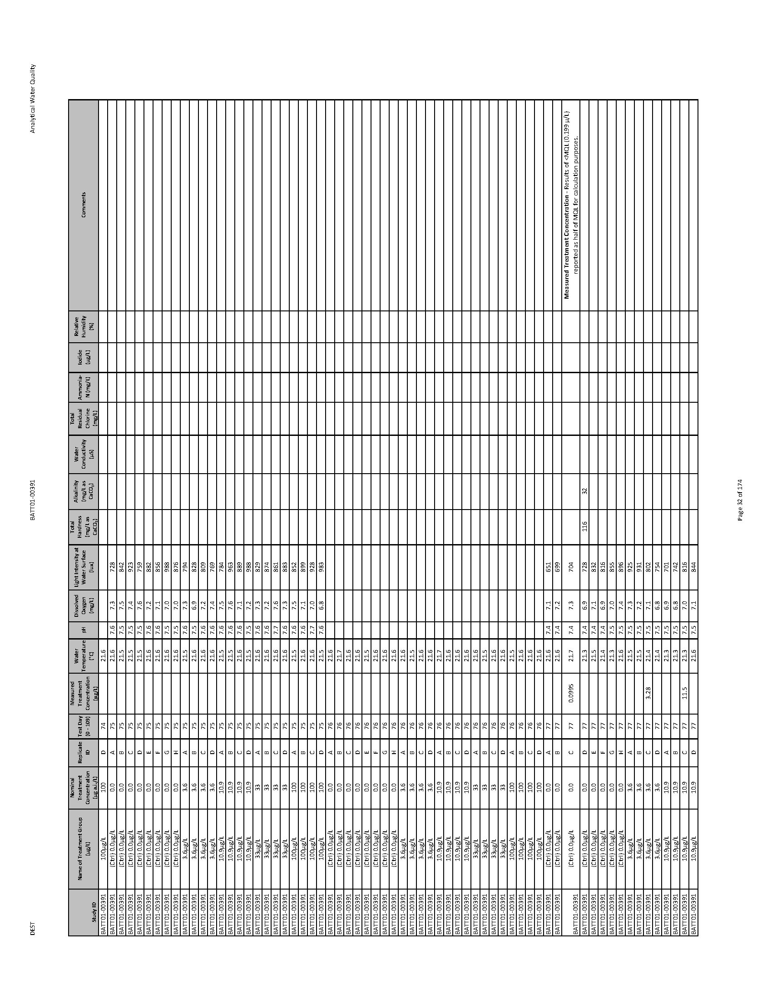 DEST BATT01-00391 Analytical Water Quality
Study ID Name of Treatment Group (µg/L) Nominal Treatment Concentration (µg a.i./L) Replicate ID Test Day (0 - 109) Measured Treatment Concentration (µg/L) Water Temperature (°C) pH Dissolved Oxygen (mg/L) Light Intensity at Water Surface (lux) Total Hardness (mg/L as CaCO₃) Alkalinity (mg/L as CaCO₃) Water Conductivity (µS) Total Residual Chlorine (mg/L) Ammonia-N (mg/L) Iodide (µg/L) Relative Humidity (%) Comments
BATT01-00391 100µg/L 100 D 74 21.6
BATT01-00391 (Ctrl) 0.0µg/L 0.0 A 75 21.6 7.6 7.3 728
BATT01-00391 (Ctrl) 0.0µg/L 0.0 B 75 21.5 7.5 7.5 842
BATT01-00391 (Ctrl) 0.0µg/L 0.0 C 75 21.5 7.5 7.4 923
BATT01-00391 (Ctrl) 0.0µg/L 0.0 D 75 21.5 7.5 7.6 759
BATT01-00391 (Ctrl) 0.0µg/L 0.0 E 75 21.6 7.6 7.2 882
BATT01-00391 (Ctrl) 0.0µg/L 0.0 F 75 21.6 7.6 7.1 856
BATT01-00391 (Ctrl) 0.0µg/L 0.0 G 75 21.6 7.5 7.0 988
BATT01-00391 (Ctrl) 0.0µg/L 0.0 H 75 21.6 7.5 7.0 876
BATT01-00391 3.6µg/L 3.6 A 75 21.5 7.6 7.3 794
BATT01-00391 3.6µg/L 3.6 B 75 21.6 7.5 6.9 828
BATT01-00391 3.6µg/L 3.6 C 75 21.6 7.6 7.2 809
BATT01-00391 3.6µg/L 3.6 D 75 21.6 7.6 7.4 769
BATT01-00391 10.9µg/L 10.9 A 75 21.5 7.6 7.5 784
BATT01-00391 10.9µg/L 10.9 B 75 21.5 7.6 7.6 963
BATT01-00391 10.9µg/L 10.9 C 75 21.6 7.6 7.1 889
BATT01-00391 10.9µg/L 10.9 D 75 21.6 7.5 7.2 988
BATT01-00391 33µg/L 33 A 75 21.6 7.6 7.3 829
BATT01-00391 33µg/L 33 B 75 21.6 7.6 7.2 874
BATT01-00391 33µg/L 33 C 75 21.6 7.7 7.6 861
BATT01-00391 33µg/L 33 D 75 21.6 7.6 7.3 883
BATT01-00391 100µg/L 100 A 75 21.5 7.6 7.5 852
BATT01-00391 100µg/L 100 B 75 21.6 7.6 7.1 899
BATT01-00391 100µg/L 100 C 75 21.6 7.7 7.0 928
BATT01-00391 100µg/L 100 D 75 21.5 7.6 6.8 983
BATT01-00391 (Ctrl) 0.0µg/L 0.0 A 76 21.6
BATT01-00391 (Ctrl) 0.0µg/L 0.0 B 76 21.7
BATT01-00391 (Ctrl) 0.0µg/L 0.0 C 76 21.6
BATT01-00391 (Ctrl) 0.0µg/L 0.0 D 76 21.6
BATT01-00391 (Ctrl) 0.0µg/L 0.0 E 76 21.5
BATT01-00391 (Ctrl) 0.0µg/L 0.0 F 76 21.6
BATT01-00391 (Ctrl) 0.0µg/L 0.0 G 76 21.6
BATT01-00391 (Ctrl) 0.0µg/L 0.0 H 76 21.6
BATT01-00391 3.6µg/L 3.6 A 76 21.6
BATT01-00391 3.6µg/L 3.6 B 76 21.5
BATT01-00391 3.6µg/L 3.6 C 76 21.6
BATT01-00391 3.6µg/L 3.6 D 76 21.6
BATT01-00391 10.9µg/L 10.9 A 76 21.7
BATT01-00391 10.9µg/L 10.9 B 76 21.6
BATT01-00391 10.9µg/L 10.9 C 76 21.6
BATT01-00391 10.9µg/L 10.9 D 76 21.6
BATT01-00391 33µg/L 33 A 76 21.6
BATT01-00391 33µg/L 33 B 76 21.5
BATT01-00391 33µg/L 33 C 76 21.6
BATT01-00391 33µg/L 33 D 76 21.6
BATT01-00391 100µg/L 100 A 76 21.5
BATT01-00391 100µg/L 100 B 76 21.6
BATT01-00391 100µg/L 100 C 76 21.6
BATT01-00391 100µg/L 100 D 76 21.6
BATT01-00391 (Ctrl) 0.0µg/L 0.0 A 77 21.6 7.4 7.1 651
BATT01-00391 (Ctrl) 0.0µg/L 0.0 B 77 21.6 7.4 7.2 699
BATT01-00391 (Ctrl) 0.0µg/L 0.0 C 77 0.0995 21.7 7.4 7.3 704 Measured Treatment Concentration - Results of <MQL (0.199 µ/L)
reported as half of MQL for calculation purposes.
BATT01-00391 (Ctrl) 0.0µg/L 0.0 D 77 21.3 7.4 6.9 728 116 32
BATT01-00391 (Ctrl) 0.0µg/L 0.0 E 77 21.5 7.4 7.1 832
BATT01-00391 (Ctrl) 0.0µg/L 0.0 F 77 21.4 7.4 6.9 816
BATT01-00391 (Ctrl) 0.0µg/L 0.0 G 77 21.3 7.5 7.0 855
BATT01-00391 (Ctrl) 0.0µg/L 0.0 H 77 21.6 7.5 7.4 896
BATT01-00391 3.6µg/L 3.6 A 77 21.5 7.5 7.3 925
BATT01-00391 3.6µg/L 3.6 B 77 21.5 7.5 7.2 931
BATT01-00391 3.6µg/L 3.6 C 77 3.28 21.4 7.5 7.1 802
BATT01-00391 3.6µg/L 3.6 D 77 21.4 7.5 6.8 754
BATT01-00391 10.9µg/L 10.9 A 77 21.3 7.5 6.9 701
BATT01-00391 10.9µg/L 10.9 B 77 21.3 7.5 6.8 742
BATT01-00391 10.9µg/L 10.9 C 77 11.5 21.3 7.5 7.0 816
BATT01-00391 10.9µg/L 10.9 D 77 21.6 7.5 7.1 844
Page 32 of 174